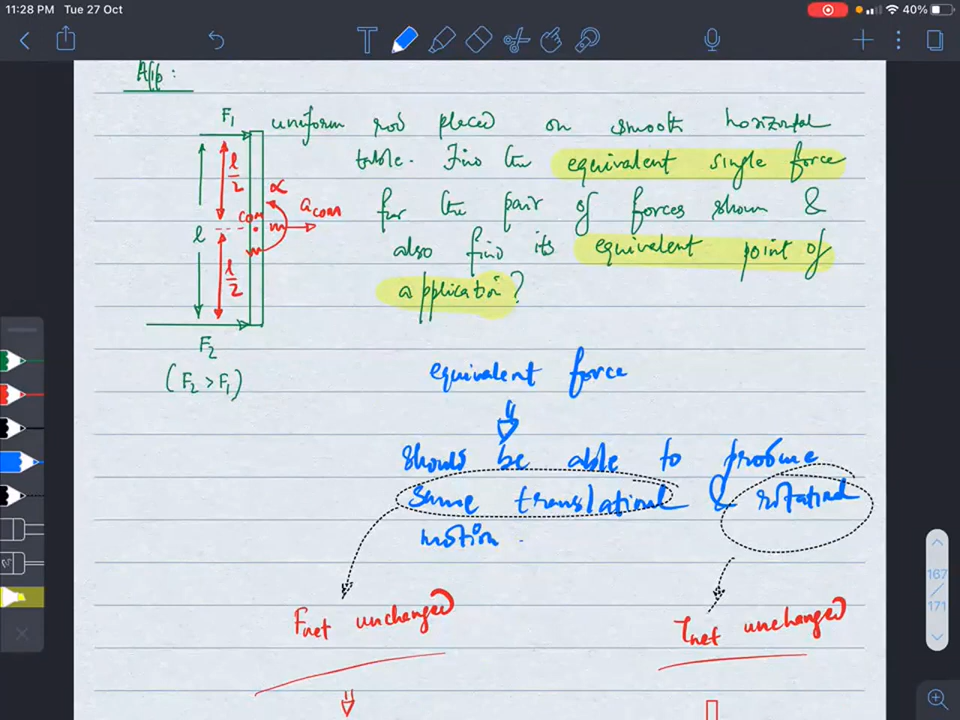 11:28 PM Tue 27 Oct
40%
App:
F1 uniform rod placed on smooth horizontal
table. Find the equivalent single force
for the pair of forces shown &
also find its equivalent point of
application?
l/2
α
com
acom
m
l
l/2
m
F2
(F2 > F1)
equivalent force
⇓
should be able to produce
same translational & rotational
motion.
Fnet unchanged
τnet unchanged
167
/
171